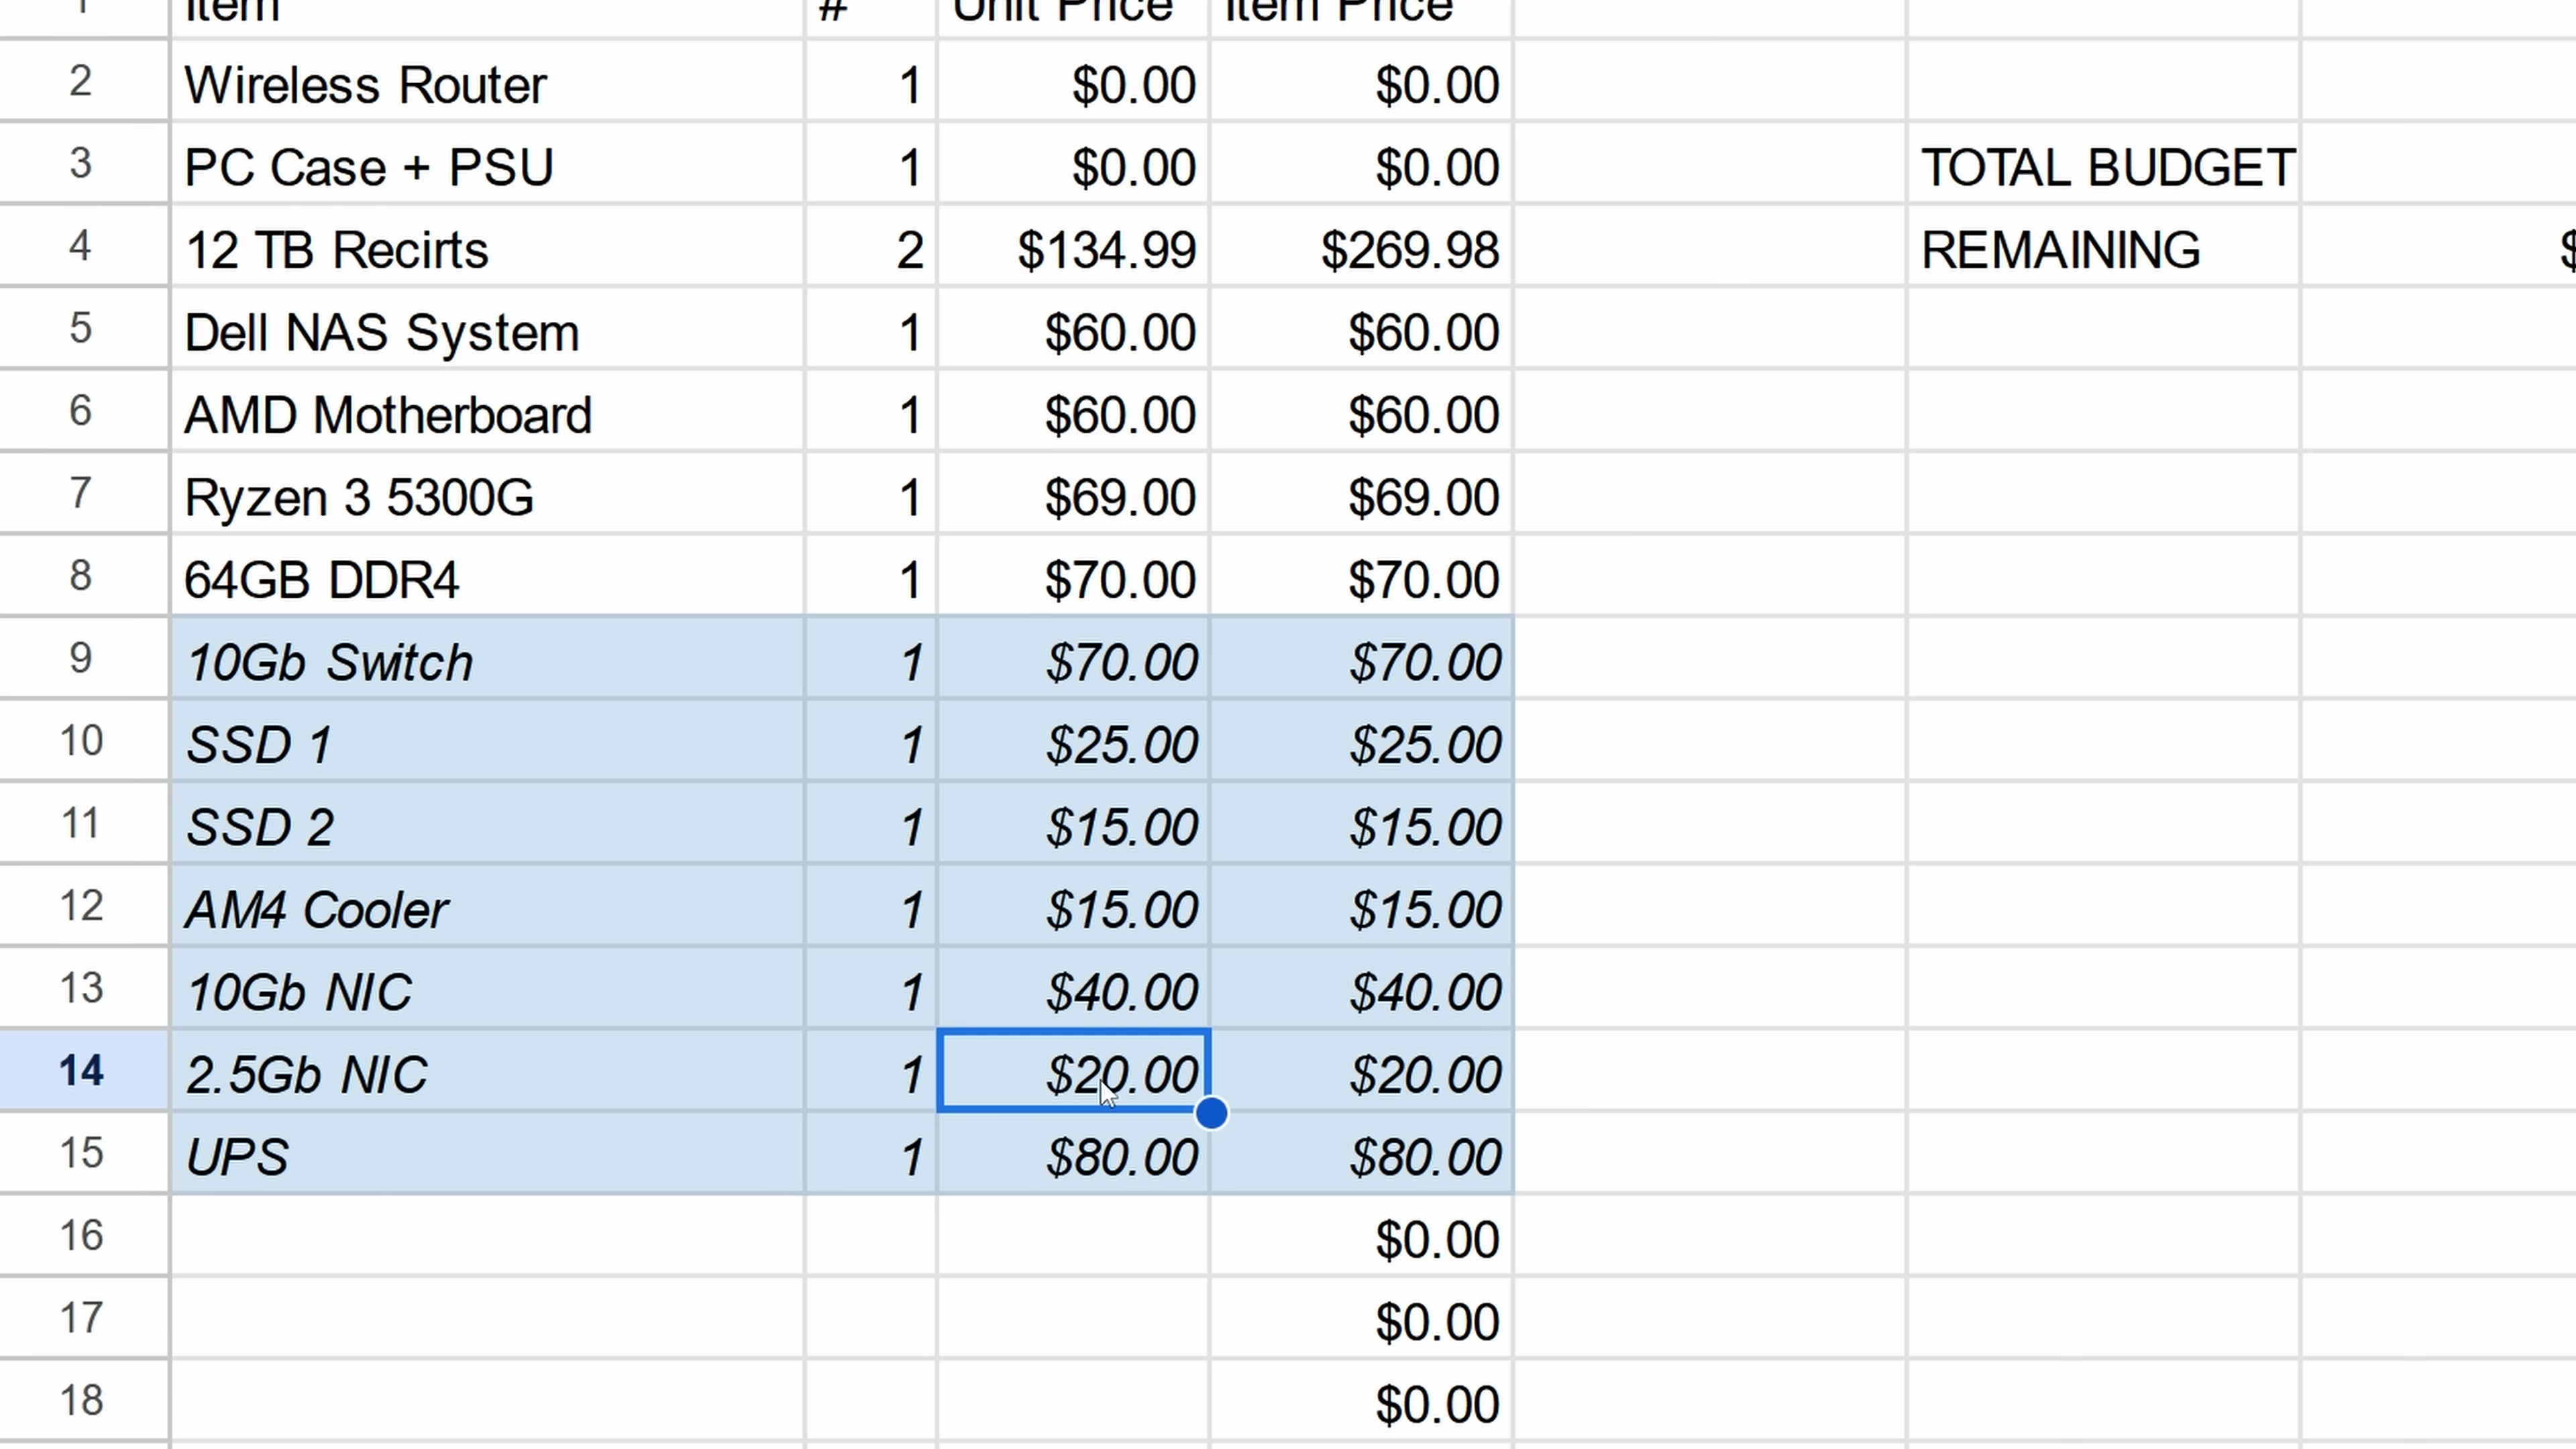 1 Item # Unit Price Item Price
2 Wireless Router 1 $0.00 $0.00
3 PC Case + PSU 1 $0.00 $0.00 TOTAL BUDGET
4 12 TB Recirts 2 $134.99 $269.98 REMAINING $
5 Dell NAS System 1 $60.00 $60.00
6 AMD Motherboard 1 $60.00 $60.00
7 Ryzen 3 5300G 1 $69.00 $69.00
8 64GB DDR4 1 $70.00 $70.00
9 10Gb Switch 1 $70.00 $70.00
10 SSD 1 1 $25.00 $25.00
11 SSD 2 1 $15.00 $15.00
12 AM4 Cooler 1 $15.00 $15.00
13 10Gb NIC 1 $40.00 $40.00
14 2.5Gb NIC 1 $20.00 $20.00
15 UPS 1 $80.00 $80.00
16 $0.00
17 $0.00
18 $0.00